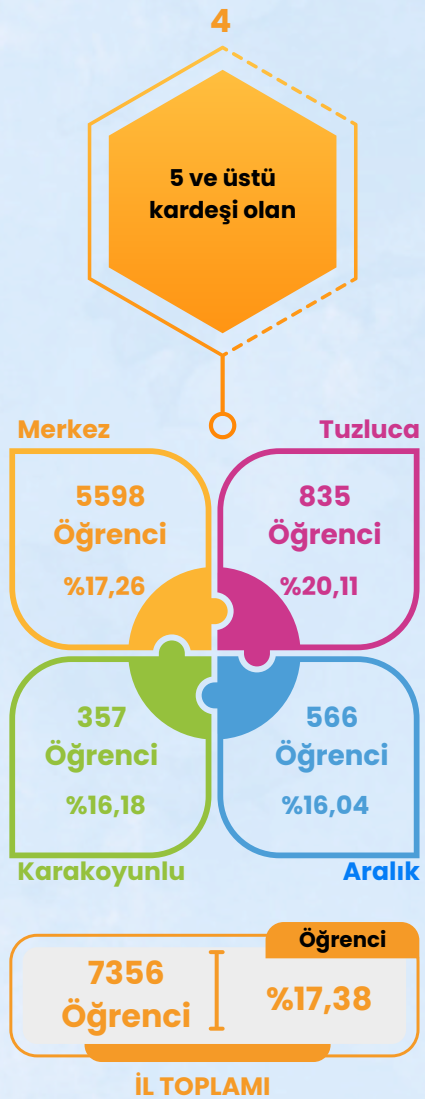 4
5 ve üstü
kardeşi olan
Merkez
5598
Öğrenci
%17,26
Tuzluca
835
Öğrenci
%20,11
357
Öğrenci
%16,18
Karakoyunlu
566
Öğrenci
%16,04
Aralık
Öğrenci
7356
Öğrenci
%17,38
İL TOPLAMI